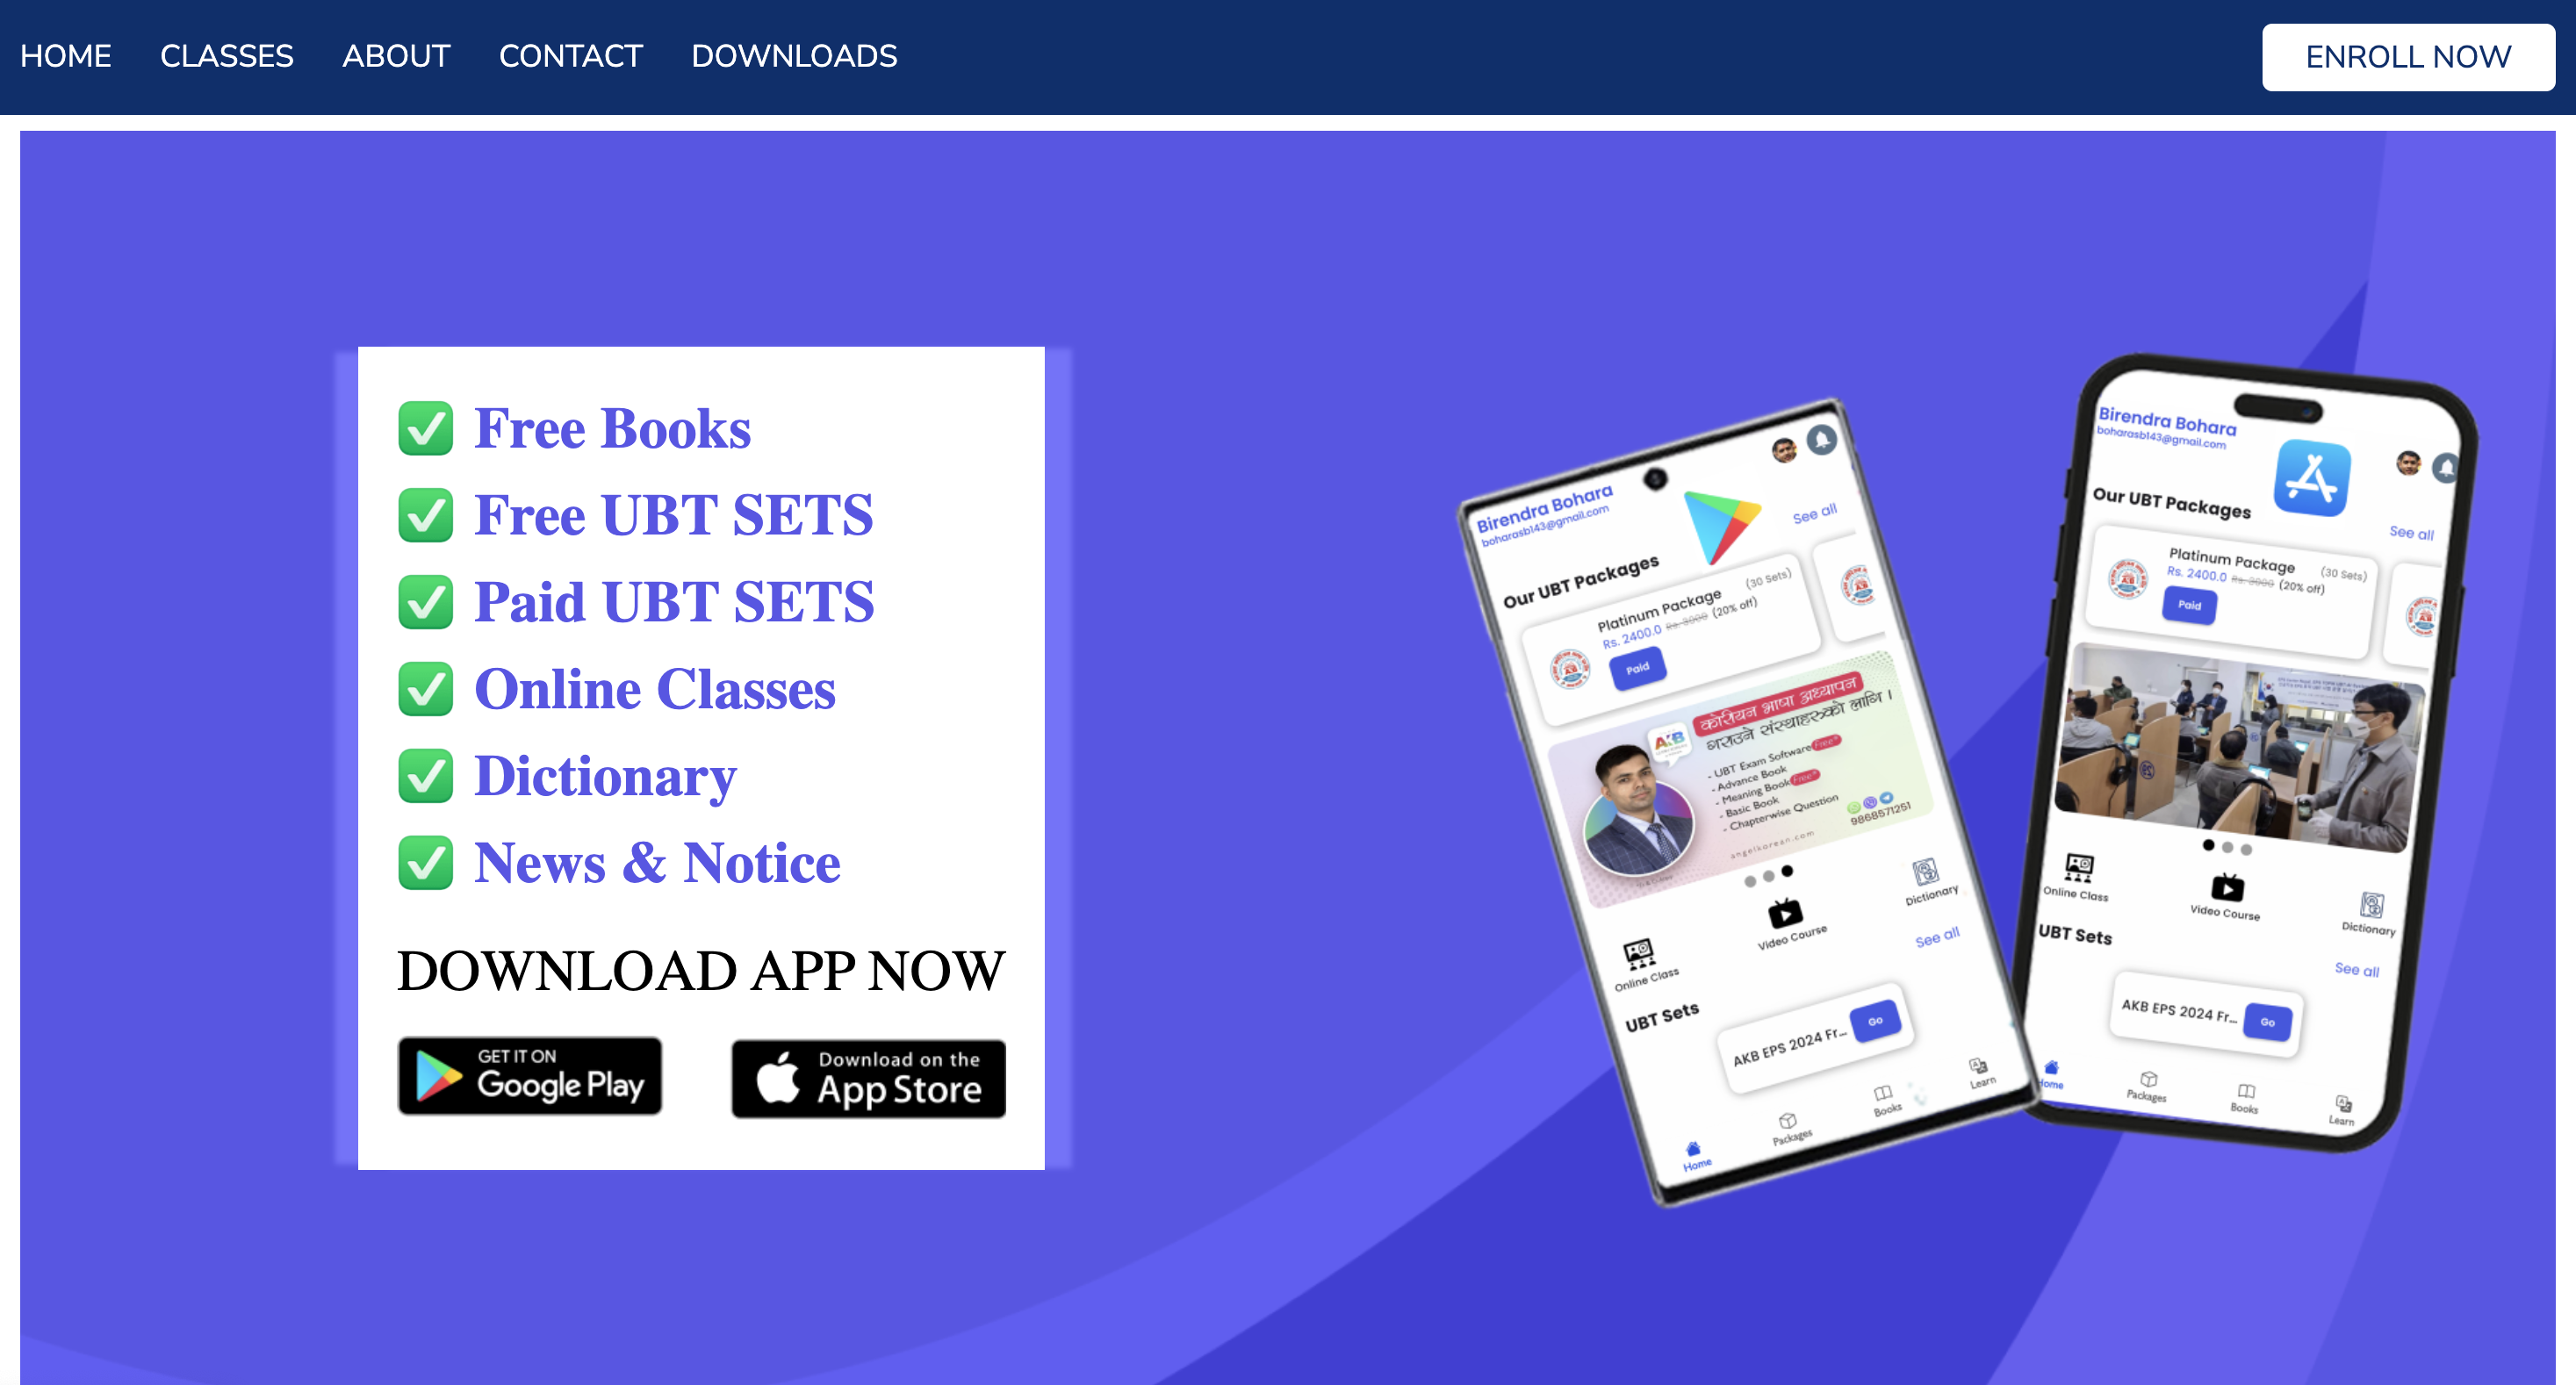 HOME CLASSES ABOUT CONTACT DOWNLOADS ENROLL NOW
✅ Free Books
✅ Free UBT SETS
✅ Paid UBT SETS
✅ Online Classes
✅ Dictionary
✅ News & Notice
DOWNLOAD APP NOW
GET IT ON
Google Play
Download on the
App Store
Birendra Bohara
boharasb143@gmail.com
Our UBT Packages
See all
Platinum Package (30 Sets)
Rs. 2400.0 Rs. 3000 (20% off)
Paid
AKB
कोरियन भाषा अध्यापन
गराउने संस्थाहरुको लागि ।
- UBT Exam Software Free*
- Advance Book
- Meaning Book Free*
- Basic Book
- Chapterwise Question
9868571251
angelkorean.com
Online Class
Video Course
Dictionary
UBT Sets
See all
AKB EPS 2024 Fr...
Go
Home
Packages
Books
Learn
Birendra Bohara
boharasb143@gmail.com
Our UBT Packages
See all
Platinum Package (30 Sets)
Rs. 2400.0 Rs. 3000 (20% off)
Paid
Online Class
Video Course
Dictionary
UBT Sets
See all
AKB EPS 2024 Fr...
Go
Home
Packages
Books
Learn